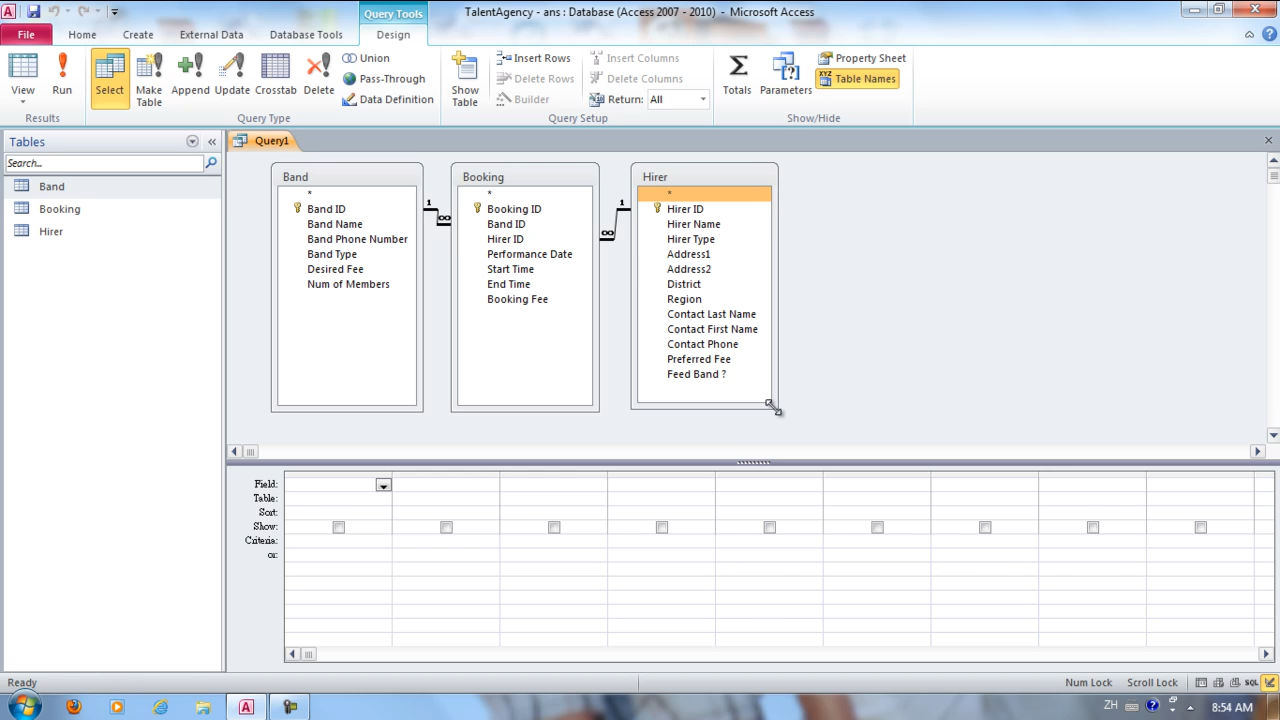 TalentAgency - ans : Database (Access 2007 - 2010) - Microsoft Access
Query Tools
File Home Create External Data Database Tools Design
View Run Select Make Table Append Update Crosstab Delete
Union
Pass-Through
Data Definition
Show Table
Insert Rows
Delete Rows
Builder
Insert Columns
Delete Columns
Return: All
Totals Parameters
Property Sheet
XYZ Table Names
Results Query Type Query Setup Show/Hide
Tables
Search...
Band
Booking
Hirer
Query1
Band
*
Band ID
Band Name
Band Phone Number
Band Type
Desired Fee
Num of Members
1 ∞
Booking
*
Booking ID
Band ID
Hirer ID
Performance Date
Start Time
End Time
Booking Fee
∞ 1
Hirer
*
Hirer ID
Hirer Name
Hirer Type
Address1
Address2
District
Region
Contact Last Name
Contact First Name
Contact Phone
Preferred Fee
Feed Band ?
Field:
Table:
Sort:
Show:
Criteria:
or:
Ready Num Lock Scroll Lock SQL
ZH 8:54 AM